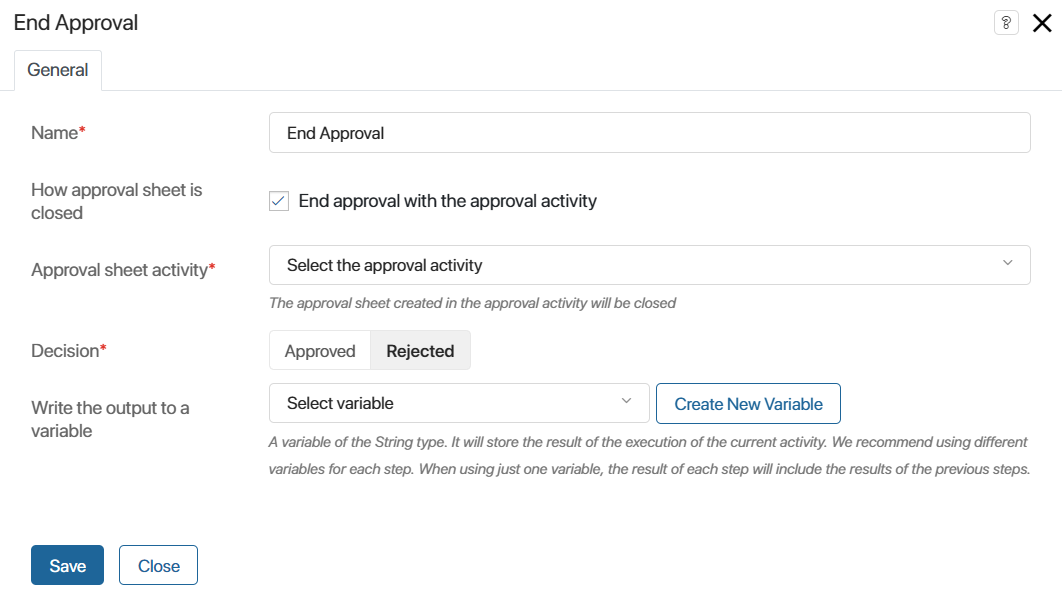 End Approval
?
General
Name*
End Approval
How approval sheet is
closed
End approval with the approval activity
Approval sheet activity*
Select the approval activity
The approval sheet created in the approval activity will be closed
Decision*
Approved
Rejected
Write the output to a
variable
Select variable
Create New Variable
A variable of the String type. It will store the result of the execution of the current activity. We recommend using different
variables for each step. When using just one variable, the result of each step will include the results of the previous steps.
Save
Close